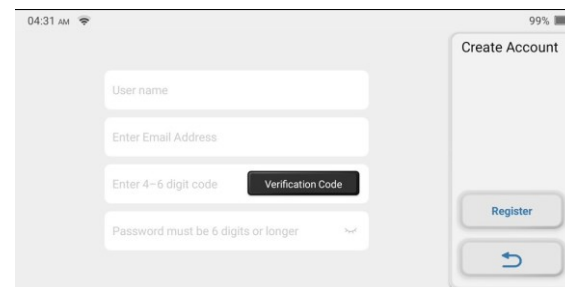 04:31 AM
99%
Create Account
User name
Enter Email Address
Enter 4–6 digit code
Verification Code
Password must be 6 digits or longer
Register